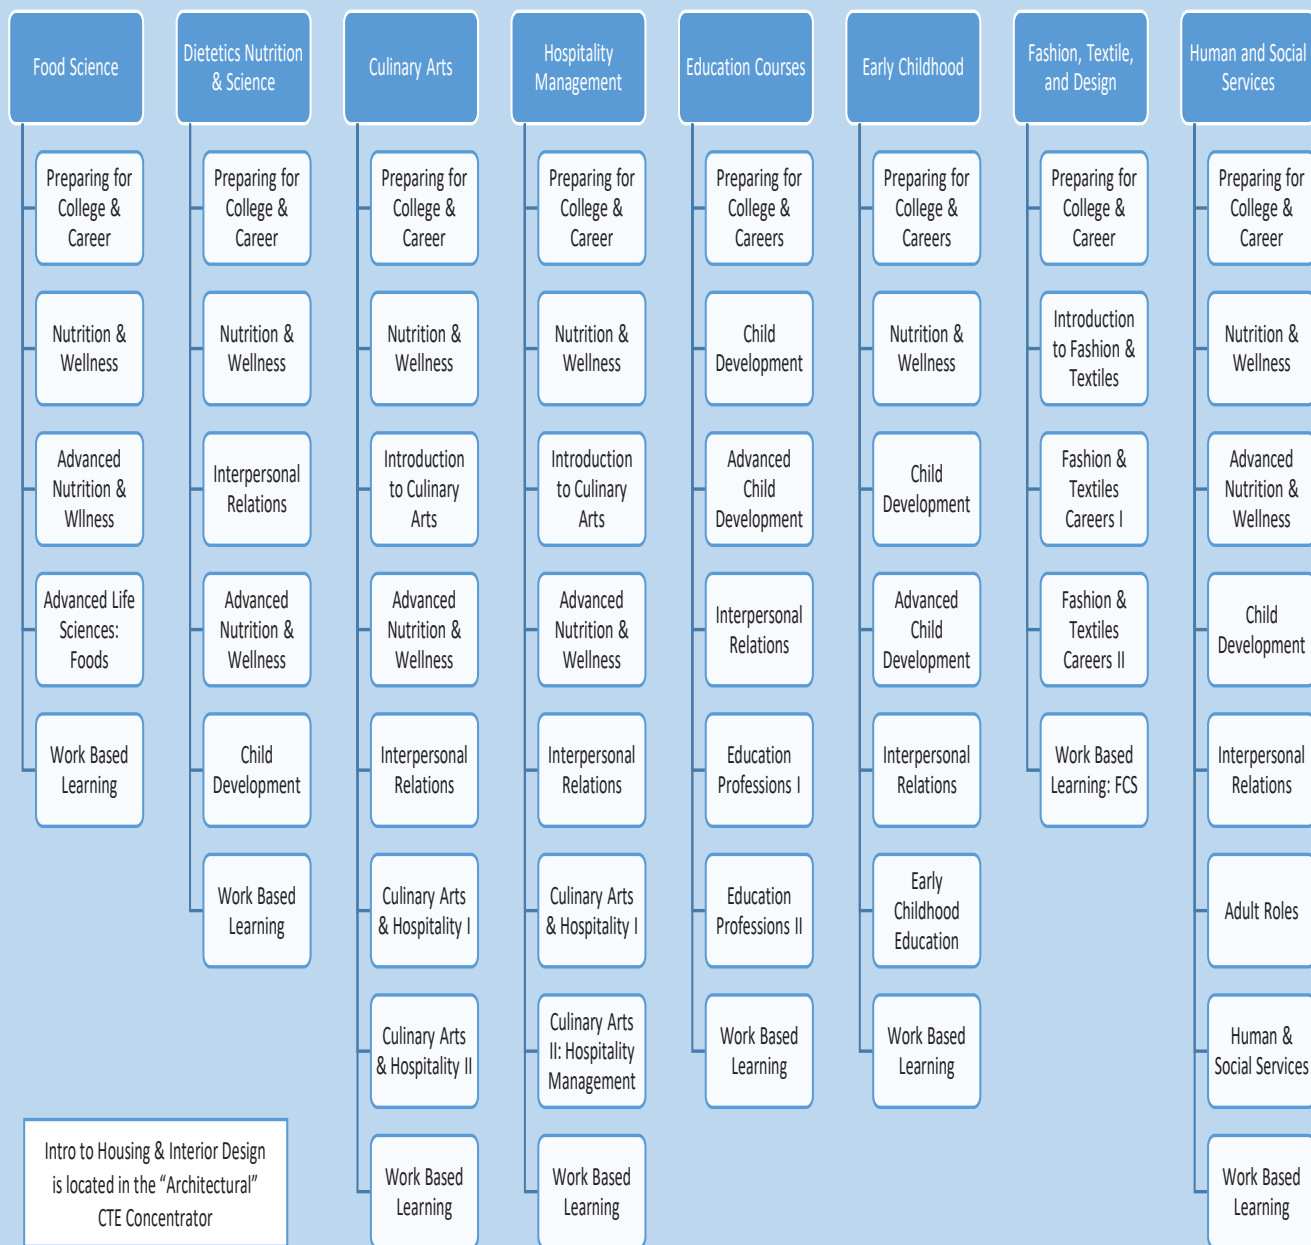 Food Science
Preparing for
College &
Career
Nutrition &
Wellness
Advanced
Nutrition &
Wllness
Advanced Life
Sciences:
Foods
Work Based
Learning
Dietetics Nutrition
& Science
Preparing for
College &
Career
Nutrition &
Wellness
Interpersonal
Relations
Advanced
Nutrition &
Wellness
Child
Development
Work Based
Learning
Culinary Arts
Preparing for
College &
Career
Nutrition &
Wellness
Introduction
to Culinary
Arts
Advanced
Nutrition &
Wellness
Interpersonal
Relations
Culinary Arts
& Hospitality I
Culinary Arts
& Hospitality II
Work Based
Learning
Hospitality
Management
Preparing for
College &
Career
Nutrition &
Wellness
Introduction
to Culinary
Arts
Advanced
Nutrition &
Wellness
Interpersonal
Relations
Culinary Arts
& Hospitality I
Culinary Arts
II: Hospitality
Management
Work Based
Learning
Education Courses
Preparing for
College &
Careers
Child
Development
Advanced
Child
Development
Interpersonal
Relations
Education
Professions I
Education
Professions II
Work Based
Learning
Early Childhood
Preparing for
College &
Careers
Nutrition &
Wellness
Child
Development
Advanced
Child
Development
Interpersonal
Relations
Early
Childhood
Education
Work Based
Learning
Fashion, Textile,
and Design
Preparing for
College &
Career
Introduction
to Fashion &
Textiles
Fashion &
Textiles
Careers I
Fashion &
Textiles
Careers II
Work Based
Learning: FCS
Human and Social
Services
Preparing for
College &
Career
Nutrition &
Wellness
Advanced
Nutrition &
Wellness
Child
Development
Interpersonal
Relations
Adult Roles
Human &
Social Services
Work Based
Learning
Intro to Housing & Interior Design
is located in the “Architectural”
CTE Concentrator